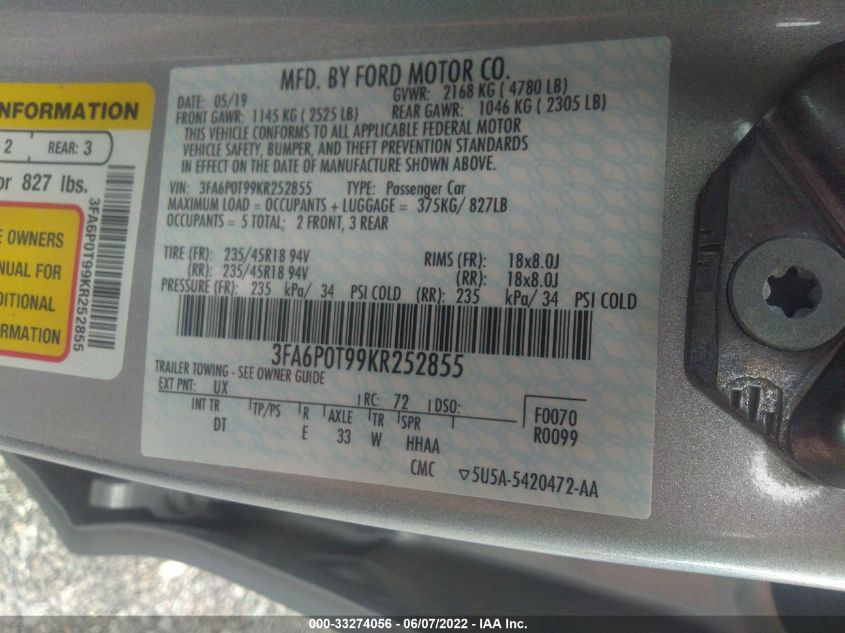 INFORMATION
2 REAR: 3
or 827 lbs.
E OWNERS
NUAL FOR
DITIONAL
ORMATION
3FA6P0T99KR252855
MFD. BY FORD MOTOR CO.
DATE: 05/19 GVWR: 2168 KG ( 4780 LB)
FRONT GAWR: 1145 KG ( 2525 LB) REAR GAWR: 1046 KG ( 2305 LB)
THIS VEHICLE CONFORMS TO ALL APPLICABLE FEDERAL MOTOR
VEHICLE SAFETY, BUMPER, AND THEFT PREVENTION STANDARDS
IN EFFECT ON THE DATE OF MANUFACTURE SHOWN ABOVE.
VIN: 3FA6P0T99KR252855 TYPE: Passenger Car
MAXIMUM LOAD = OCCUPANTS + LUGGAGE = 375KG/ 827LB
OCCUPANTS = 5 TOTAL; 2 FRONT, 3 REAR
TIRE (FR): 235/45R18 94V RIMS (FR): 18x8.0J
(RR): 235/45R18 94V (RR): 18x8.0J
PRESSURE (FR): 235 kPa/ 34 PSI COLD (RR): 235 kPa/ 34 PSI COLD
3FA6P0T99KR252855
TRAILER TOWING - SEE OWNER GUIDE
EXT PNT: UX RC: 72 DSO: F0070
INT TR TP/PS R AXLE TR SPR R0099
DT E 33 W HHAA
CMC ▽5U5A-5420472-AA
000-33274056 - 06/07/2022 - IAA Inc.